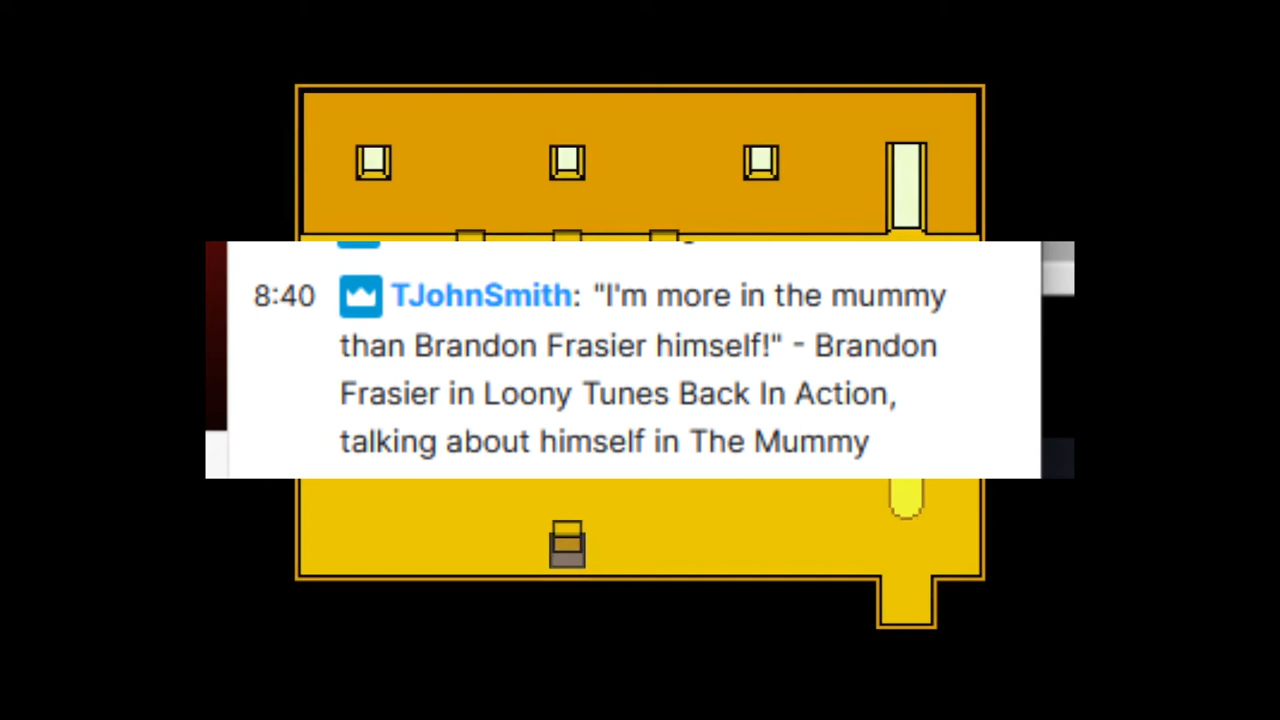 8:40 TJohnSmith: "I'm more in the mummy
than Brandon Frasier himself!" - Brandon
Frasier in Loony Tunes Back In Action,
talking about himself in The Mummy